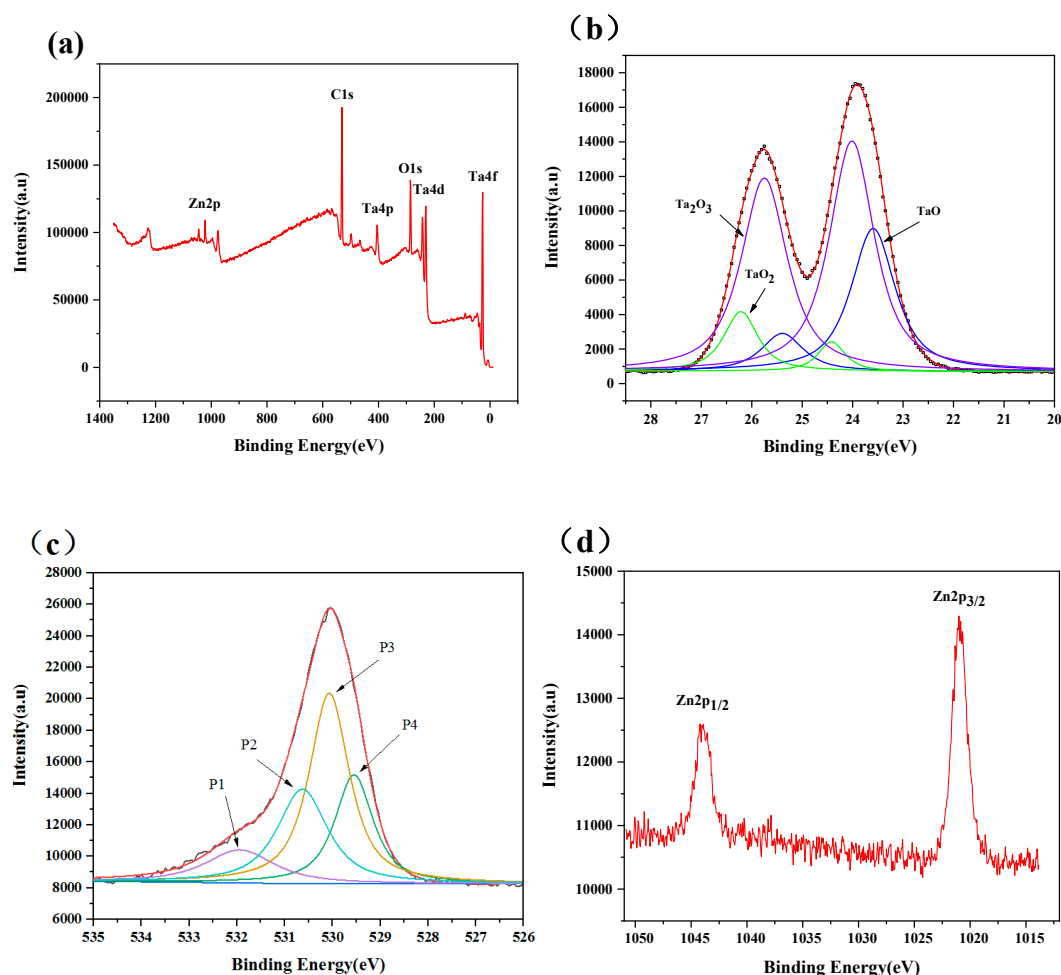 (a)
Intensity(a.u)
200000
150000
100000
50000
0
C1s
O1s
Zn2p
Ta4p
Ta4d
Ta4f
1400 1200 1000 800 600 400 200 0
Binding Energy(eV)
（b）
Intensity(a.u)
18000
16000
14000
12000
10000
8000
6000
4000
2000
0
Ta₂O₃
TaO
TaO₂
28 27 26 25 24 23 22 21 20
Binding Energy(eV)
（c）
Intensity(a.u)
28000
26000
24000
22000
20000
18000
16000
14000
12000
10000
8000
6000
P3
P2
P4
P1
535 534 533 532 531 530 529 528 527 526
Binding Energy(eV)
（d）
Intensity(a.u)
15000
14000
13000
12000
11000
10000
Zn2p3/2
Zn2p1/2
1050 1045 1040 1035 1030 1025 1020 1015
Binding Energy(eV)